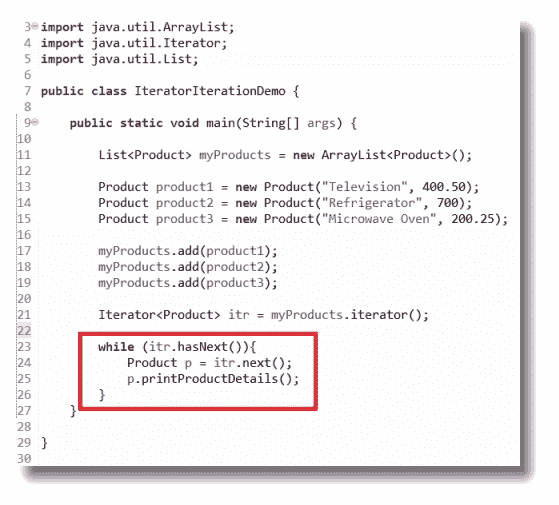 3 import java.util.ArrayList;
4 import java.util.Iterator;
5 import java.util.List;
6
7 public class IteratorIterationDemo {
8
9     public static void main(String[] args) {
10
11         List<Product> myProducts = new ArrayList<Product>();
12
13         Product product1 = new Product("Television", 400.50);
14         Product product2 = new Product("Refrigerator", 700);
15         Product product3 = new Product("Microwave Oven", 200.25);
16
17         myProducts.add(product1);
18         myProducts.add(product2);
19         myProducts.add(product3);
20
21         Iterator<Product> itr = myProducts.iterator();
22
23         while (itr.hasNext()){
24             Product p = itr.next();
25             p.printProductDetails();
26         }
27     }
28
29 }
30